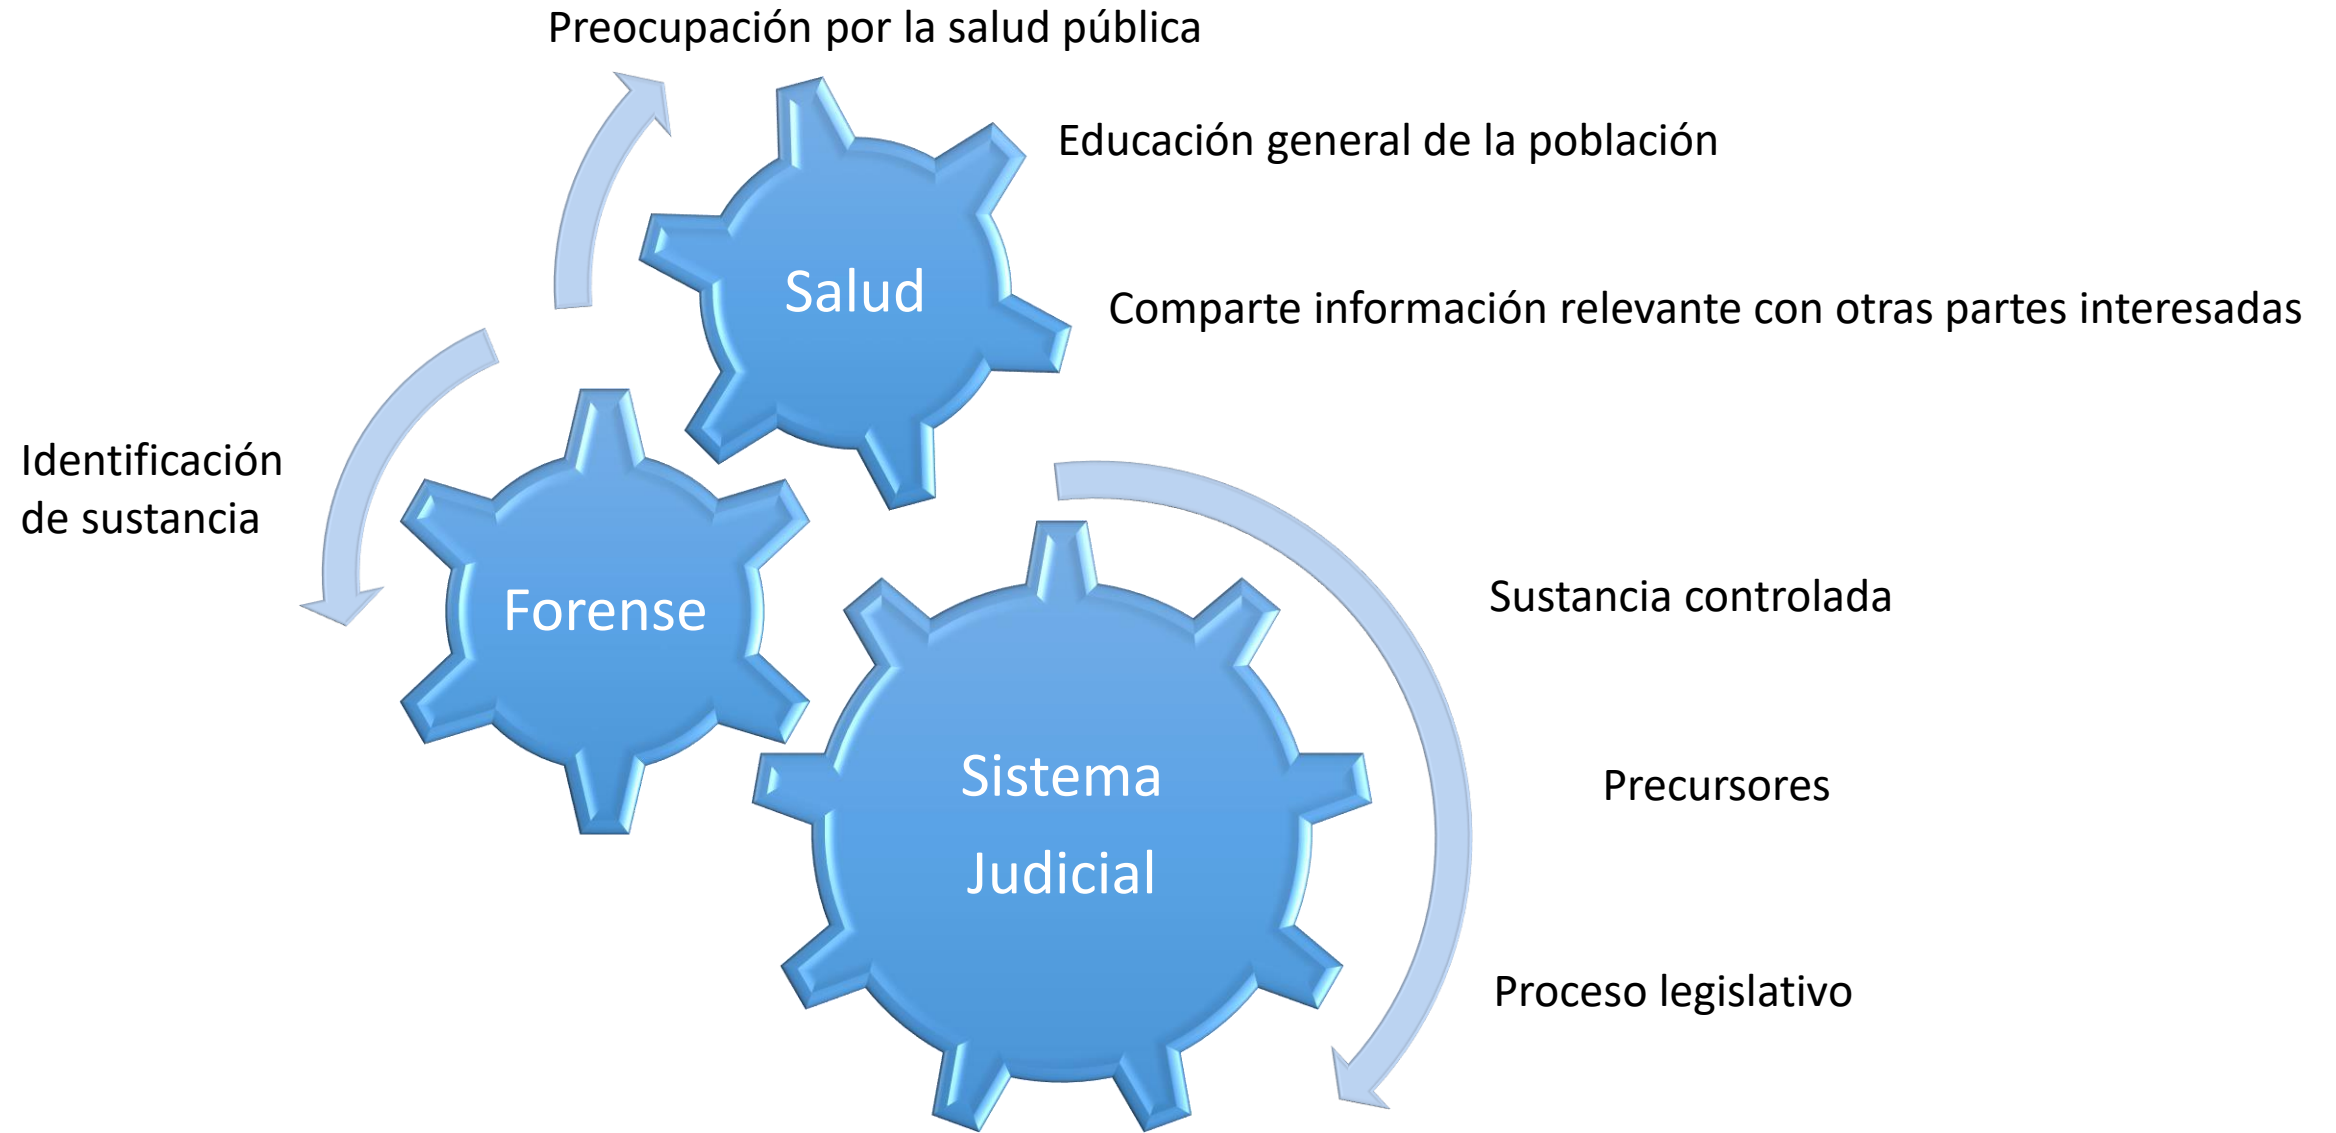 Preocupación por la salud pública
Educación general de la población
Salud
Comparte información relevante con otras partes interesadas
Identificación
de sustancia
Forense
Sustancia controlada
Sistema
Judicial
Precursores
Proceso legislativo